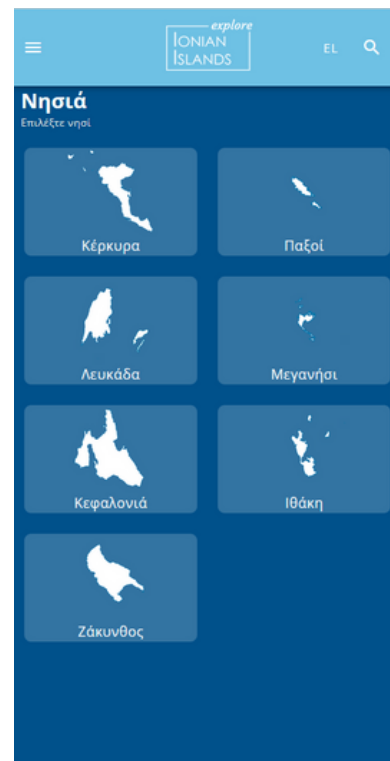 explore
IONIAN
ISLANDS
EL
Νησιά
Επιλέξτε νησί
Κέρκυρα
Παξοί
Λευκάδα
Μεγανήσι
Κεφαλονιά
Ιθάκη
Ζάκυνθος